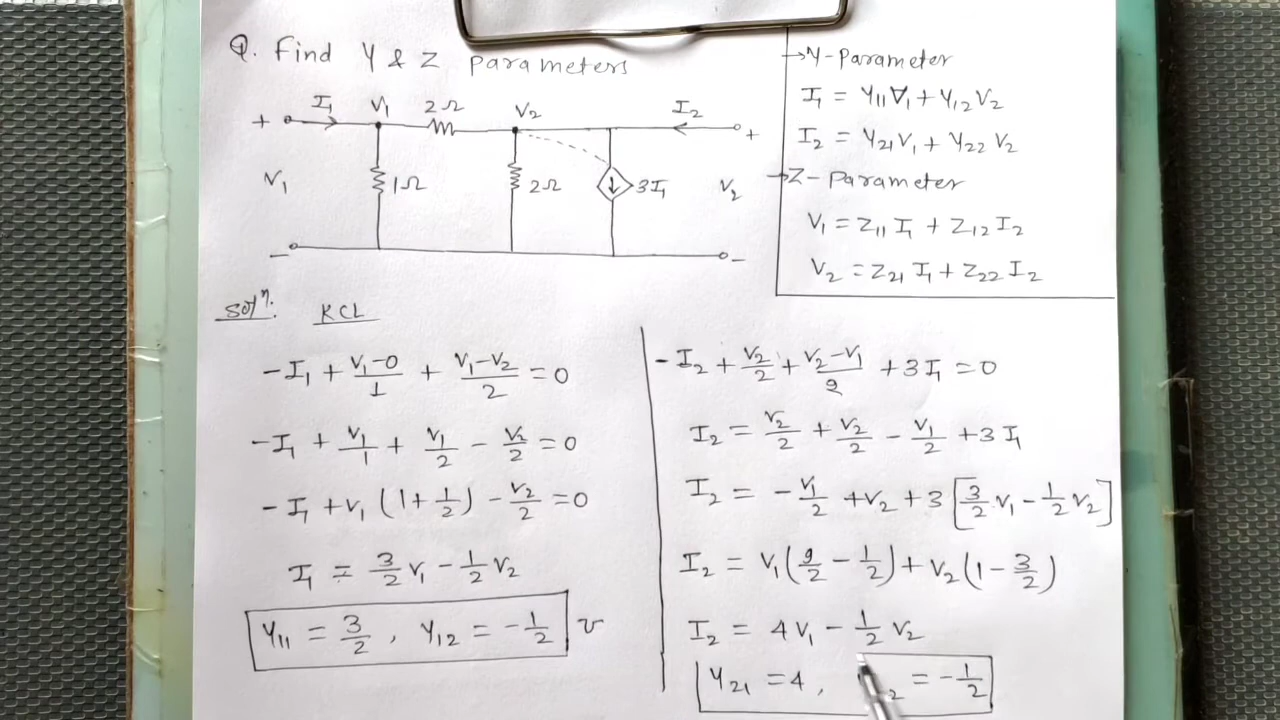 Q. Find Y & Z parameters
I₁ V₁ 2Ω V₂ I₂
+ +
V₁ 1Ω 2Ω 3I₁ V₂
− −
→Y-Parameter
I₁ = Y₁₁V₁ + Y₁₂V₂
I₂ = Y₂₁V₁ + Y₂₂V₂
→Z-Parameter
V₁ = Z₁₁I₁ + Z₁₂I₂
V₂ = Z₂₁I₁ + Z₂₂I₂
Solⁿ: KCL
-I₁ + (V₁-0)/1 + (V₁-V₂)/2 = 0
-I₁ + V₁/1 + V₁/2 - V₂/2 = 0
-I₁ + V₁(1+1/2) - V₂/2 = 0
I₁ = 3/2 V₁ - 1/2 V₂
Y₁₁ = 3/2, Y₁₂ = -1/2 ʊ
-I₂ + V₂/2 + (V₂-V₁)/2 + 3I₁ = 0
I₂ = V₂/2 + V₂/2 - V₁/2 + 3I₁
I₂ = -V₁/2 + V₂ + 3[3/2 V₁ - 1/2 V₂]
I₂ = V₁(9/2 - 1/2) + V₂(1 - 3/2)
I₂ = 4V₁ - 1/2 V₂
Y₂₁ = 4, ₂ = -1/2